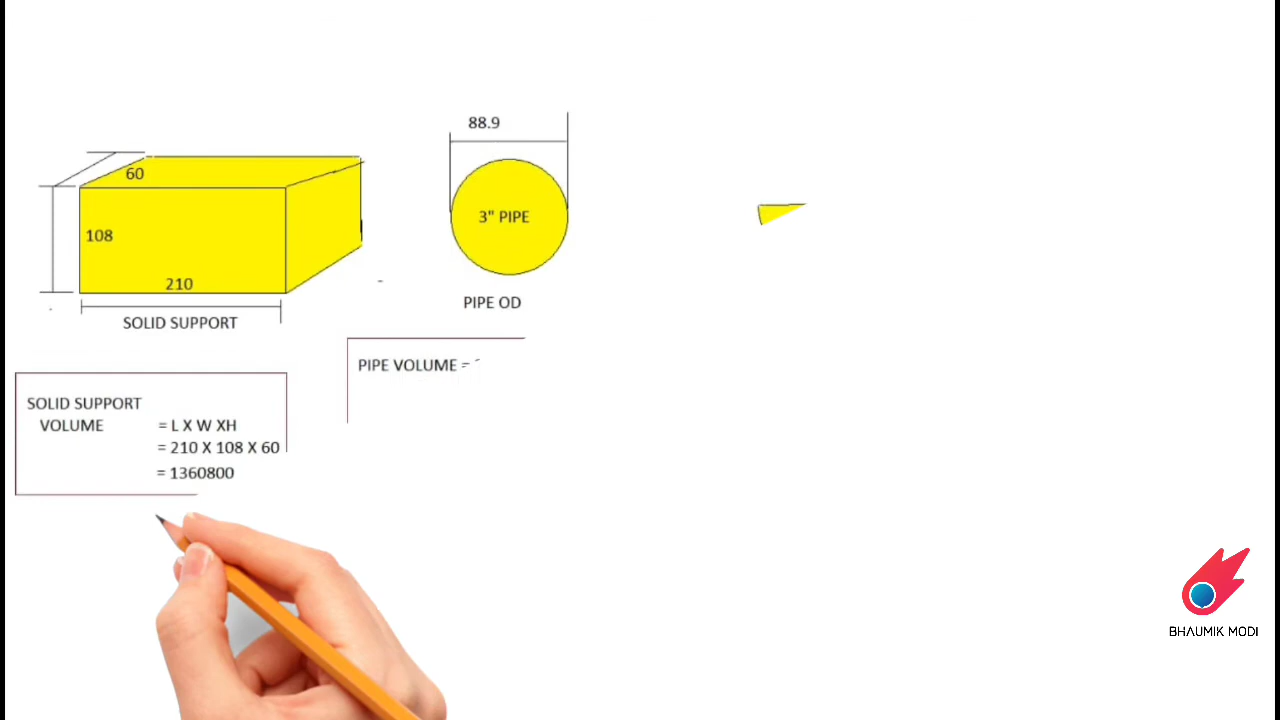 88.9
60
108
210
SOLID SUPPORT
3" PIPE
PIPE OD
PIPE VOLUME =
SOLID SUPPORT
VOLUME = L X W XH
= 210 X 108 X 60
= 1360800
BHAUMIK MODI